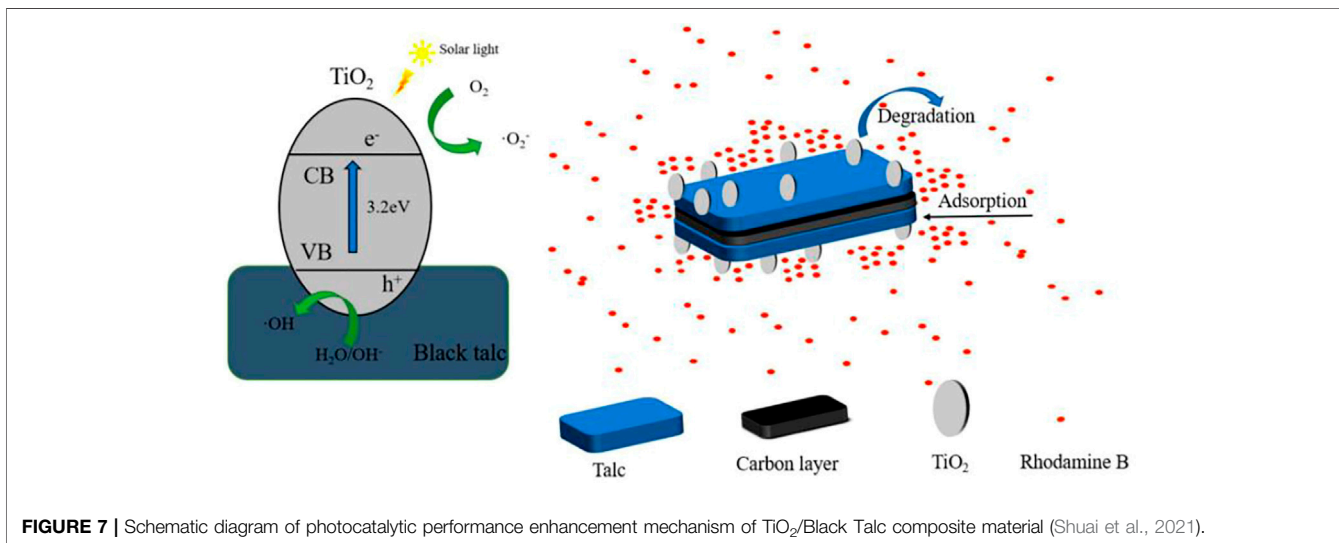 Solar light
TiO₂
O₂
·O₂⁻
e⁻
CB
3.2eV
VB
h⁺
·OH
H₂O/OH⁻
Black talc
Degradation
Adsorption
Talc
Carbon layer
TiO₂
Rhodamine B
FIGURE 7 | Schematic diagram of photocatalytic performance enhancement mechanism of TiO₂/Black Talc composite material (Shuai et al., 2021).